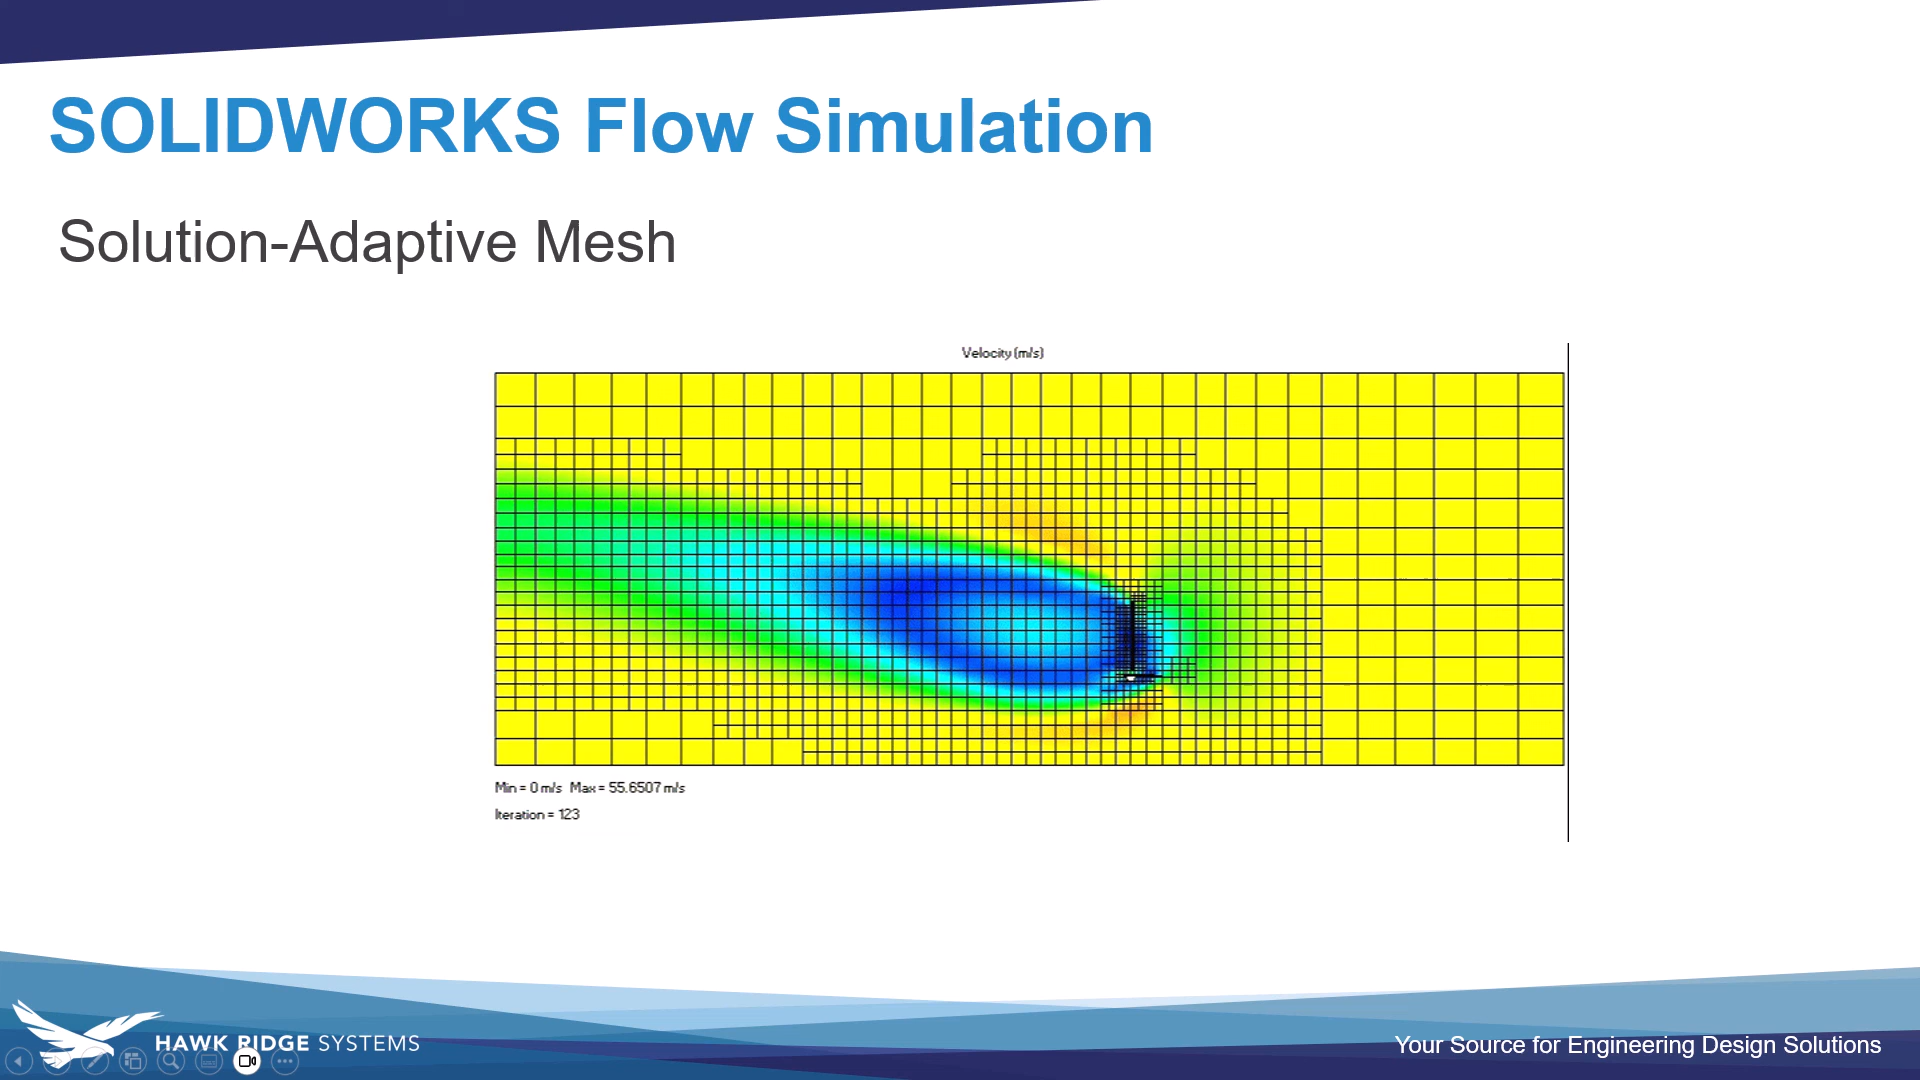 SOLIDWORKS Flow Simulation
Solution-Adaptive Mesh
Velocity (m/s)
Min = 0 m/s  Max = 55.6507 m/s
Iteration = 123
HAWK RIDGE SYSTEMS
Your Source for Engineering Design Solutions